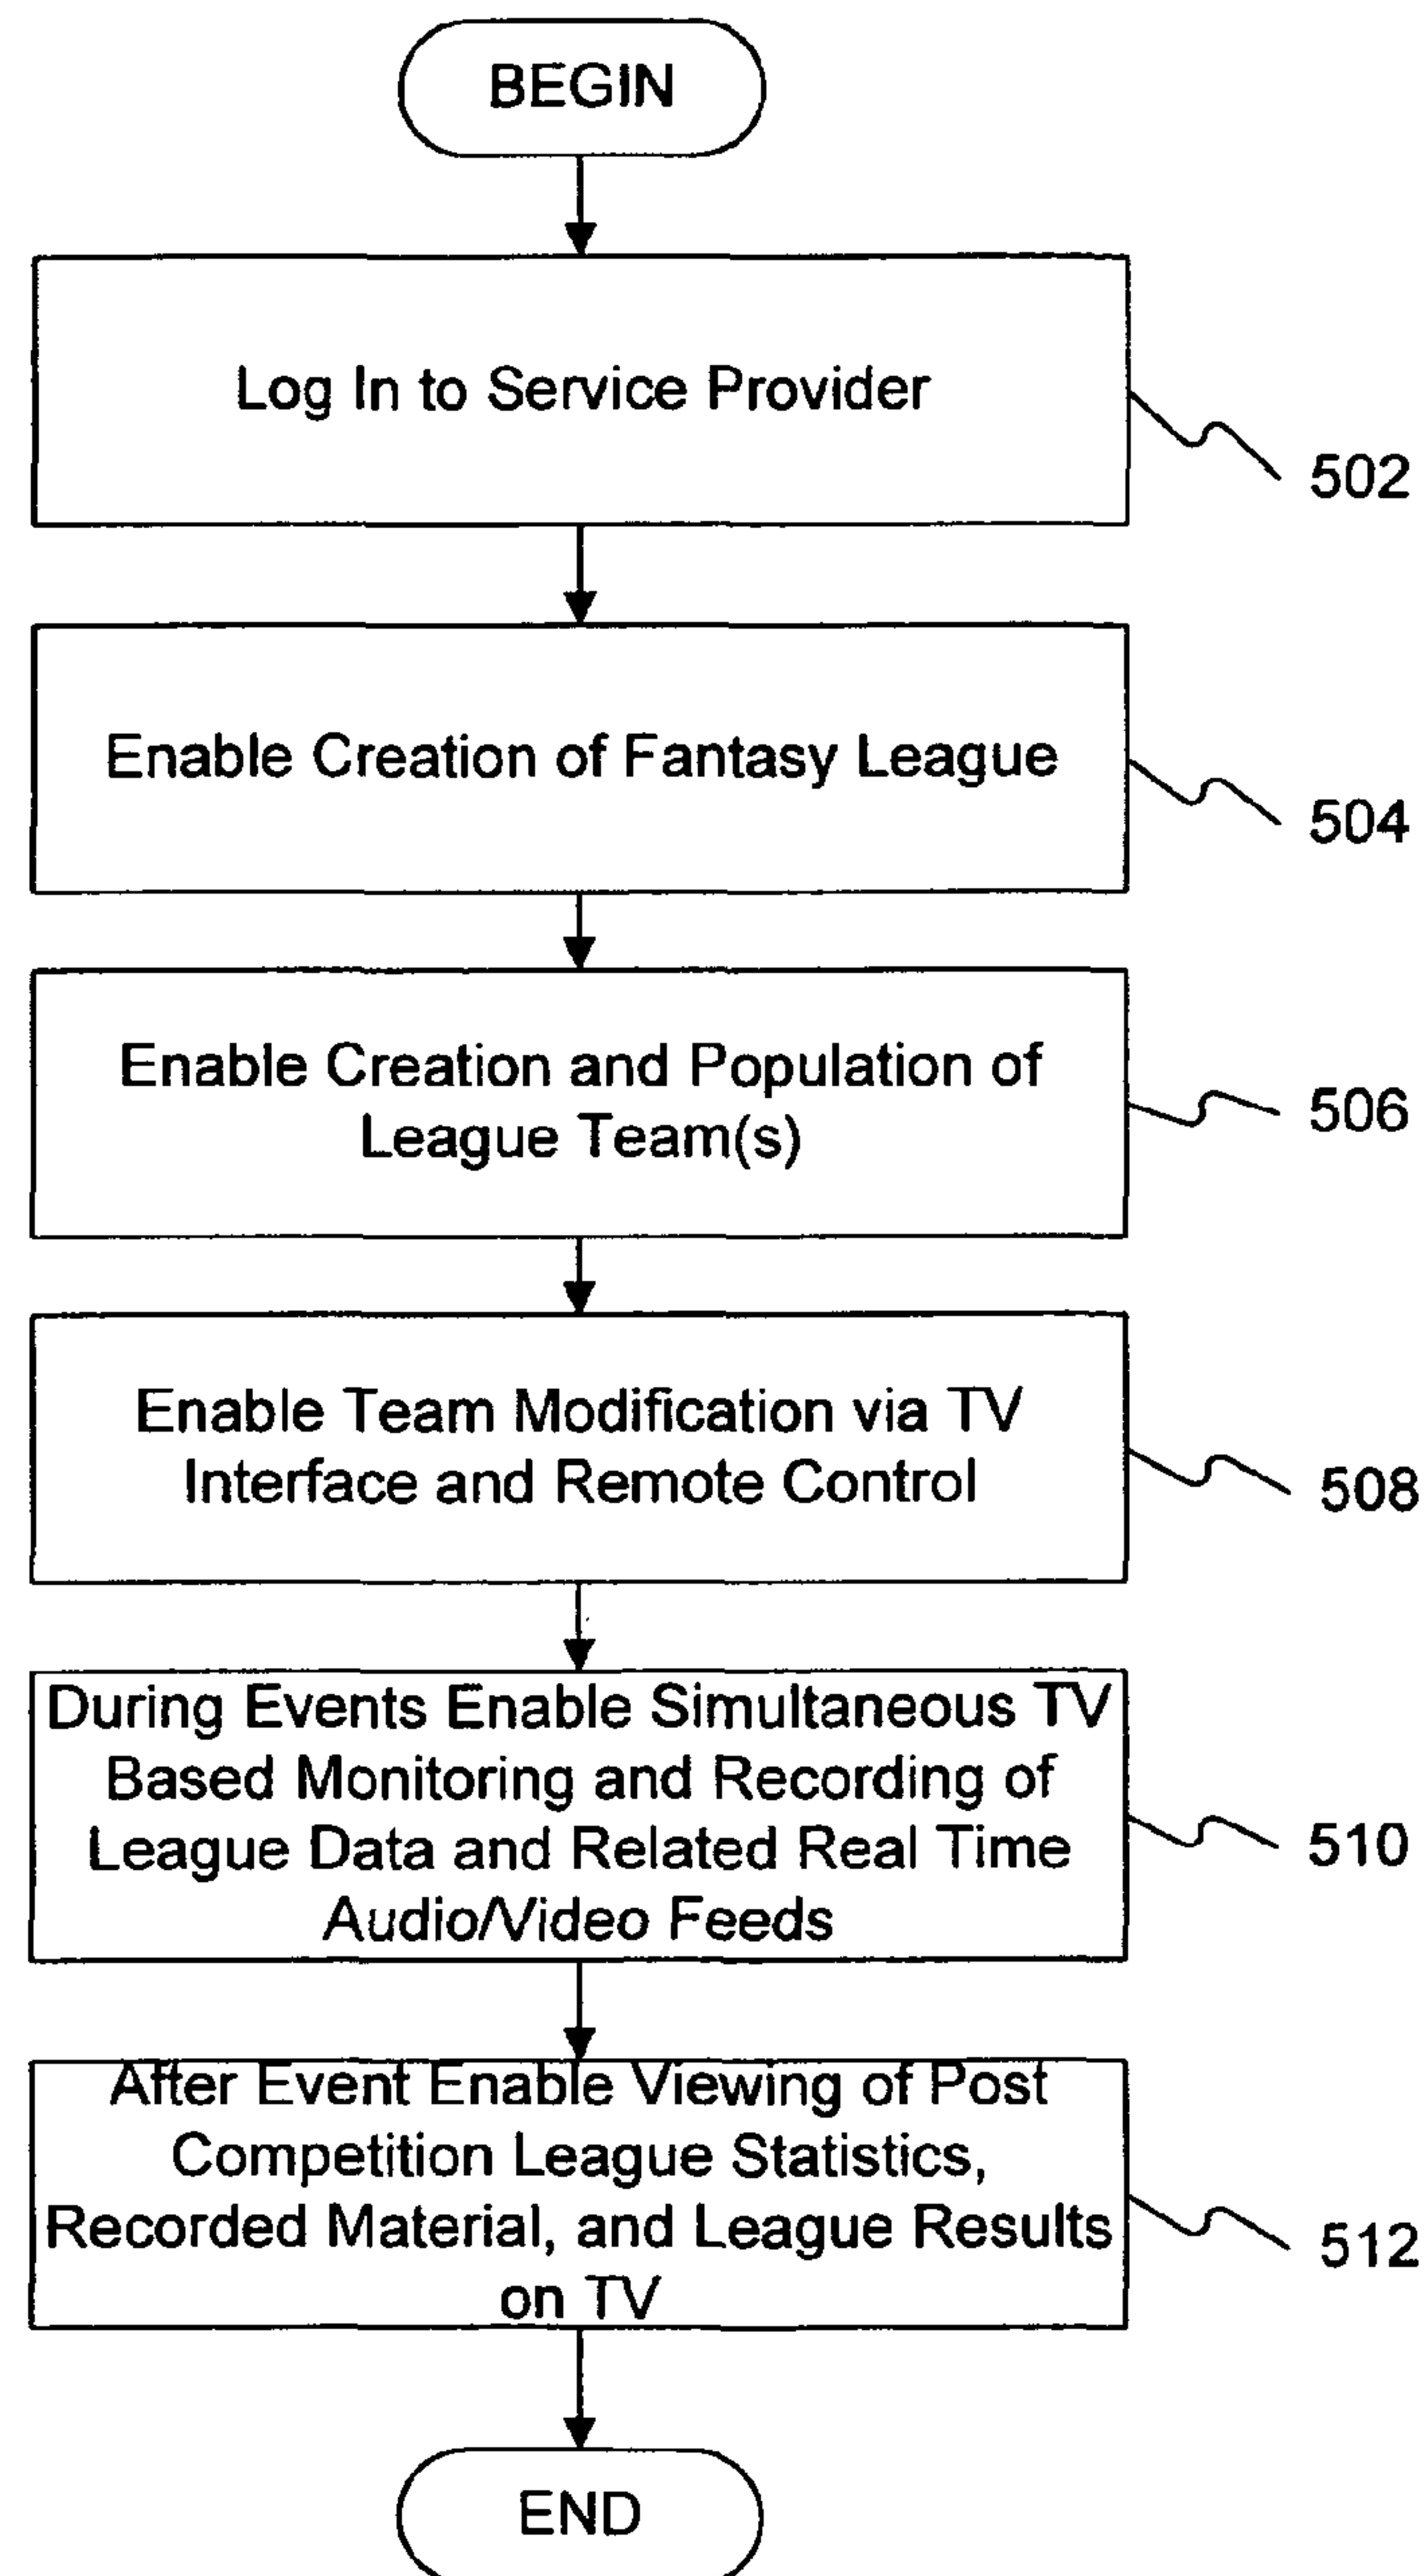 BEGIN
Log In to Service Provider
502
Enable Creation of Fantasy League
504
Enable Creation and Population of
League Team(s)
506
Enable Team Modification via TV
Interface and Remote Control
508
During Events Enable Simultaneous TV
Based Monitoring and Recording of
League Data and Related Real Time
Audio/Video Feeds
510
After Event Enable Viewing of Post
Competition League Statistics,
Recorded Material, and League Results
on TV
512
END